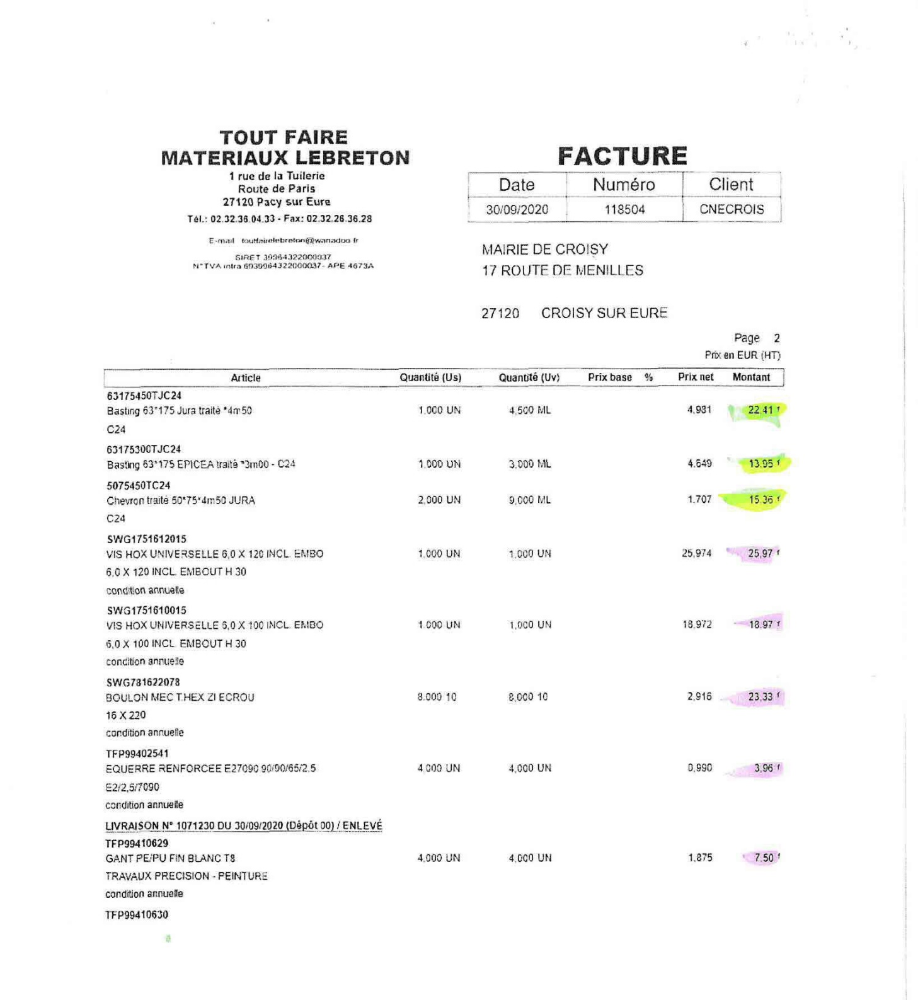 TOUT FAIRE
MATERIAUX LEBRETON
1 rue de la Tuilerie
Route de Paris
27120 Pacy sur Eure
Tél.: 02.32.36.04.33 - Fax: 02.32.26.36.28
E-mail toutfairelebreton@wanadoo.fr
SIRET 39964322000037
N°TVA intra 69399643220000037- APE 4673A
FACTURE
Date Numéro Client
30/09/2020 118504 CNECROIS
MAIRIE DE CROISY
17 ROUTE DE MENILLES
27120 CROISY SUR EURE
Page 2
Prix en EUR (HT)
Article Quantité (Us) Quantité (Uv) Prix base % Prix net Montant
63175450TJC24
Basting 63*175 Jura traité *4m50 1.000 UN 4,500 ML 4,981 22,41 1
C24
63175300TJC24
Basting 63*175 EPICEA traité *3m00 - C24 1.000 UN 3,000 ML 4,649 13,95 1
5075450TC24
Chevron traité 50*75*4m50 JURA 2,000 UN 9,000 ML 1,707 15,36 1
C24
SWG1751612015
VIS HOX UNIVERSELLE 6,0 X 120 INCL. EMBO 1,000 UN 1,000 UN 25,974 25,97 1
6,0 X 120 INCL. EMBOUT H 30
condition annuelle
SWG1751610015
VIS HOX UNIVERSELLE 6,0 X 100 INCL. EMBO 1.000 UN 1,000 UN 18,972 18,97 1
6,0 X 100 INCL. EMBOUT H 30
condition annuelle
SWG781622078
BOULON MEC T.HEX ZI ECROU 8.000 10 8,000 10 2,916 23,33 1
16 X 220
condition annuelle
TFP99402541
EQUERRE RENFORCEE E27090 90/90/65/2.5 4.000 UN 4,000 UN 0,990 3,96 1
E2/2,5/7090
condition annuelle
LIVRAISON N° 1071230 DU 30/09/2020 (Dépôt 00) / ENLEVÉ
TFP99410629
GANT PE/PU FIN BLANC T8 4,000 UN 4,000 UN 1,875 7,50 1
TRAVAUX PRECISION - PEINTURE
condition annuelle
TFP99410630